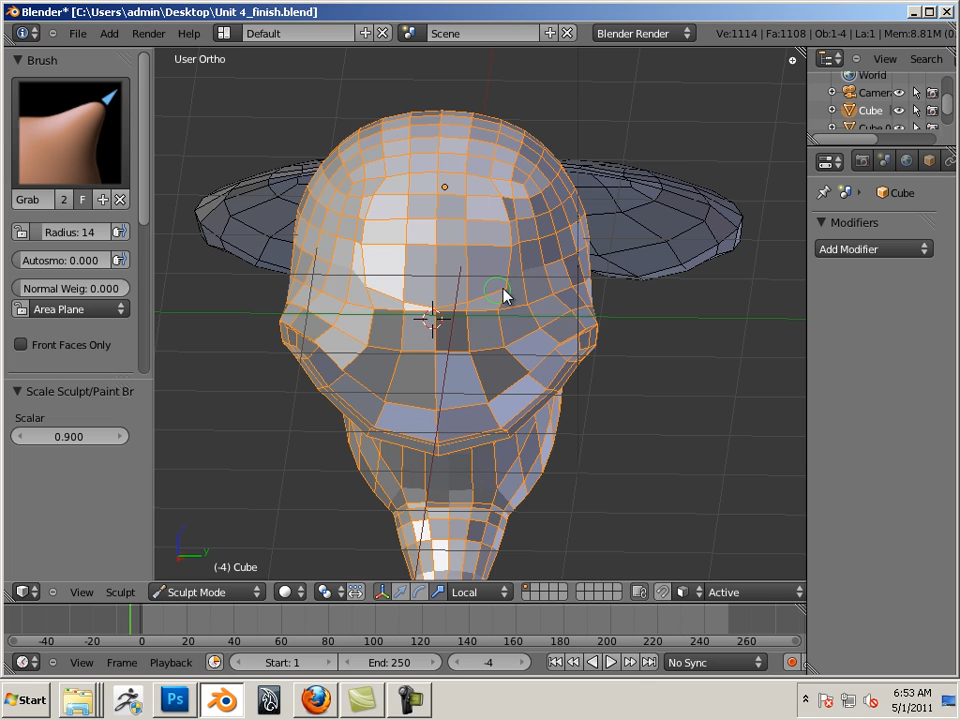 Blender* [C:\Users\admin\Desktop\Unit 4_finish.blend]
File Add Render Help Default Scene Blender Render Ve:1114 | Fa:1108 | Ob:1-4 | La:1 | Mem:8.81M (0
Brush
User Ortho
View Search
World
Camer
Cube
Grab 2 F
Cube
Radius: 14
Modifiers
Autosmo: 0.000
Add Modifier
Normal Weig: 0.000
Area Plane
Front Faces Only
Scale Sculpt/Paint Br
Scalar
0.900
y
(-4) Cube
View Sculpt Sculpt Mode Local Active
-40 -20 0 20 40 60 80 100 120 140 160 180 200 220 240 260
View Frame Playback Start: 1 End: 250 -4 No Sync
Start Ps 6:53 AM
5/1/2011